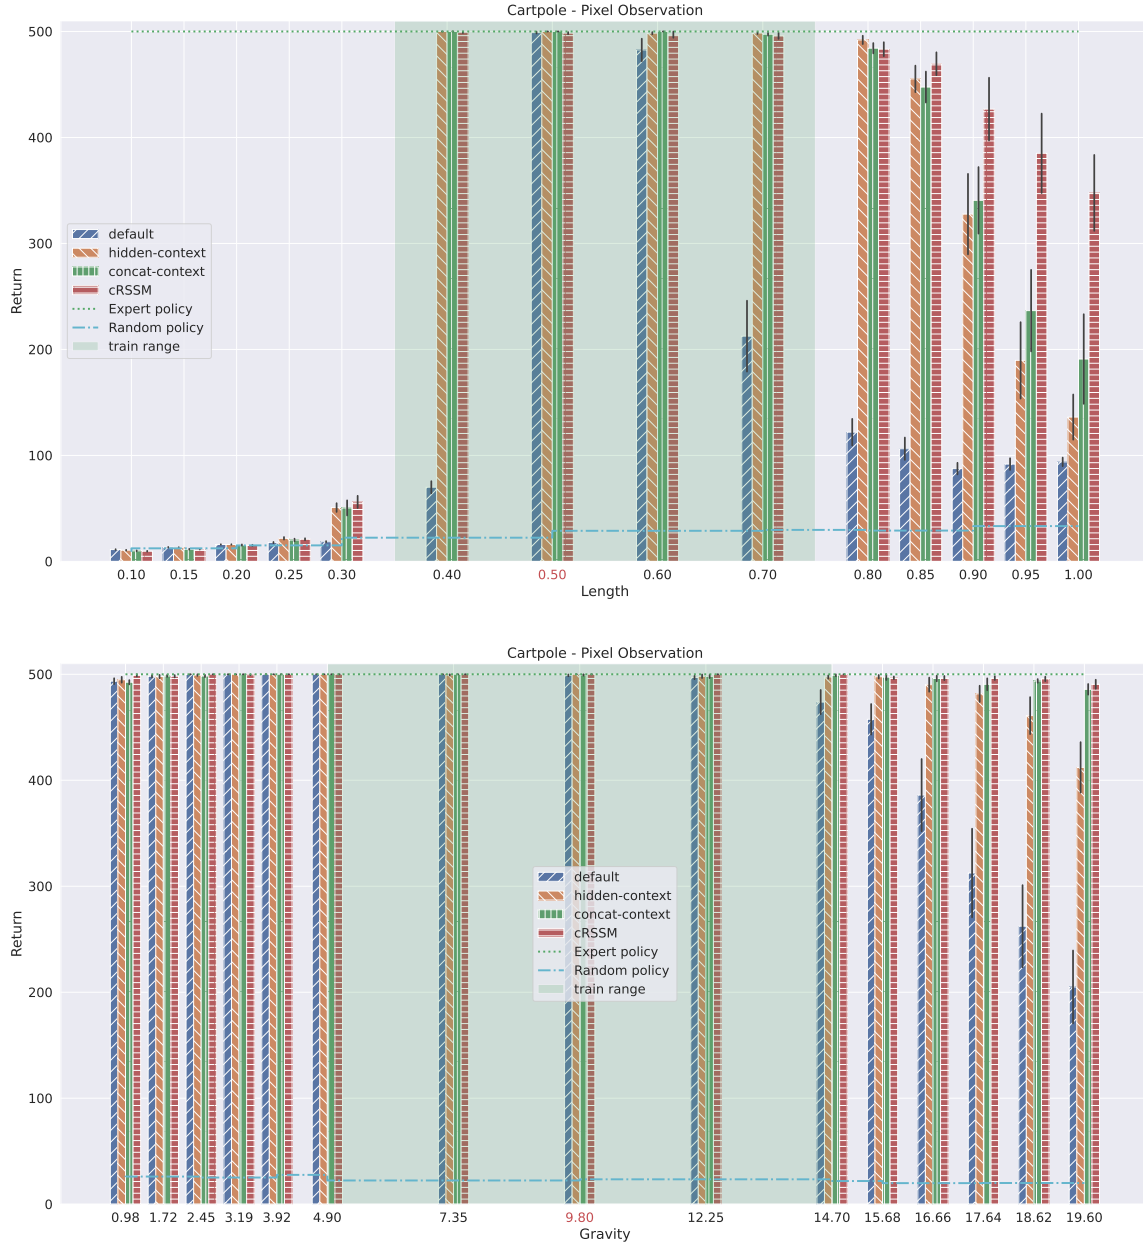 Cartpole - Pixel Observation
500
400
300
200
100
0
Return
default
hidden-context
concat-context
cRSSM
Expert policy
Random policy
train range
0.10 0.15 0.20 0.25 0.30 0.40 0.50 0.60 0.70 0.80 0.85 0.90 0.95 1.00
Length
Cartpole - Pixel Observation
500
400
300
200
100
0
Return
default
hidden-context
concat-context
cRSSM
Expert policy
Random policy
train range
0.98 1.72 2.45 3.19 3.92 4.90 7.35 9.80 12.25 14.70 15.68 16.66 17.64 18.62 19.60
Gravity